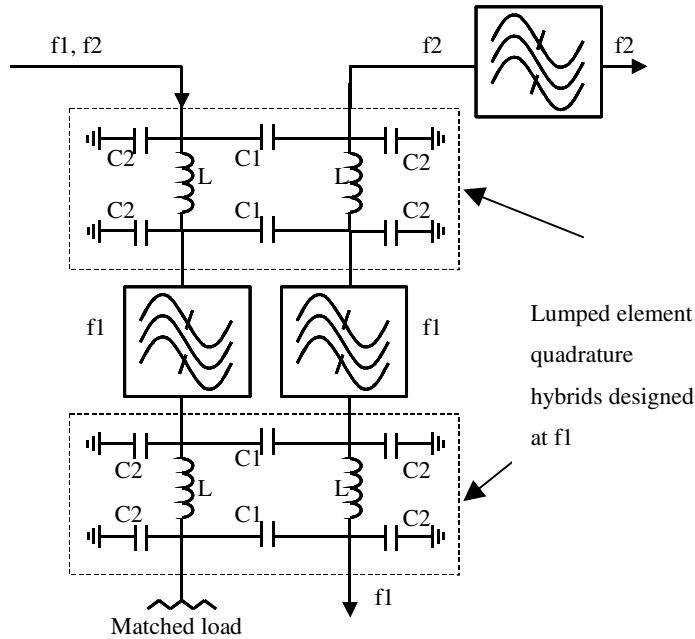 f1, f2
f2
f2
C2
C1
C2
L
L
C2
C1
C2
f1
f1
Lumped element
quadrature
hybrids designed
at f1
C2
C1
C2
L
L
C2
C1
C2
f1
Matched load